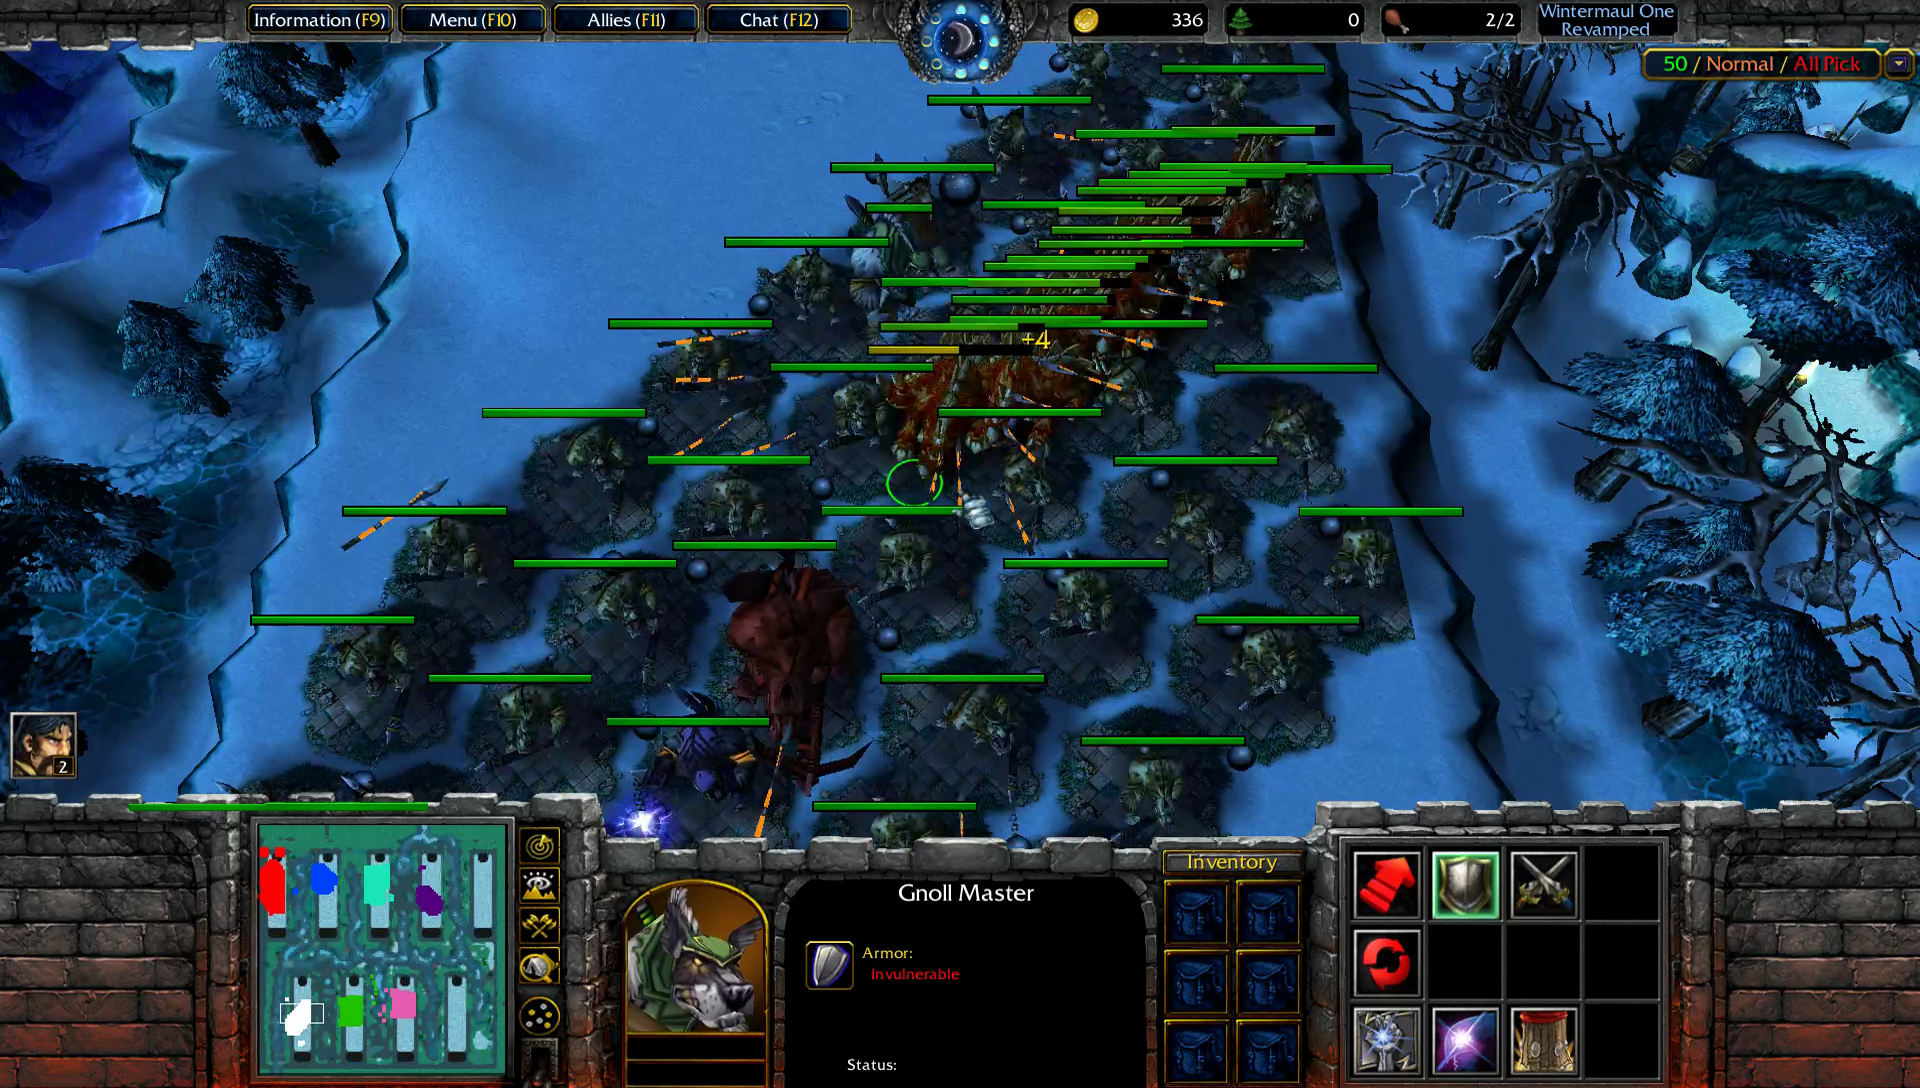 Information (F9)
Menu (F10)
Allies (F11)
Chat (F12)
336
0
2/2
Wintermaul One
Revamped
50 / Normal / All Pick
+4
2
Gnoll Master
Armor:
Invulnerable
Status:
Inventory